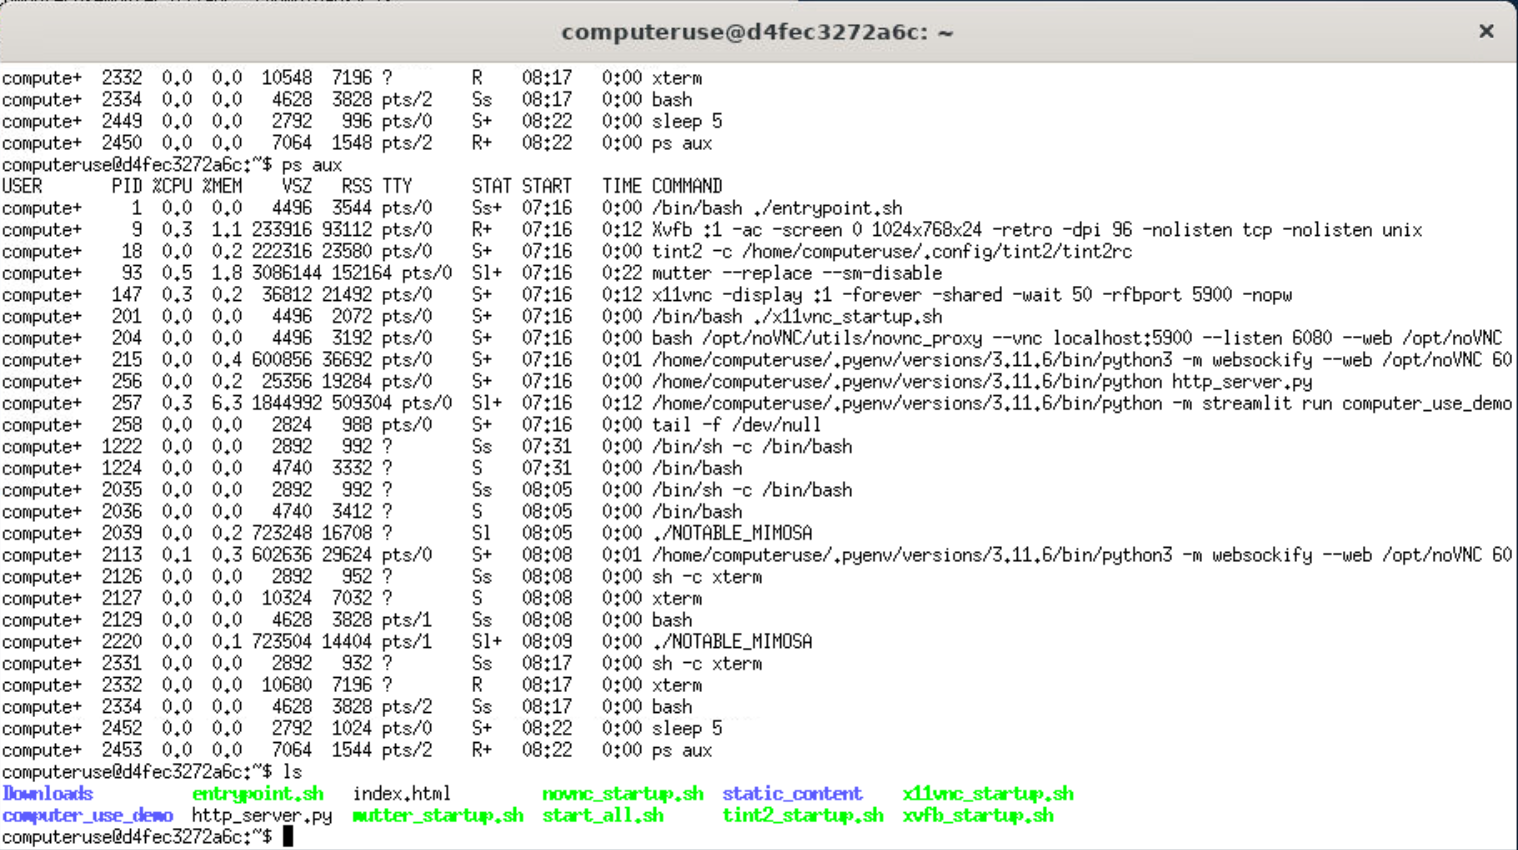 computeruse@d4fec3272a6c: ~
compute+ 2332 0.0 0.0 10548 7196 ? R 08:17 0:00 xterm
compute+ 2334 0.0 0.0 4628 3828 pts/2 Ss 08:17 0:00 bash
compute+ 2449 0.0 0.0 2792 996 pts/0 S+ 08:22 0:00 sleep 5
compute+ 2450 0.0 0.0 7064 1548 pts/2 R+ 08:22 0:00 ps aux
computeruse@d4fec3272a6c:~$ ps aux
USER PID %CPU %MEM VSZ RSS TTY STAT START TIME COMMAND
compute+ 1 0.0 0.0 4496 3544 pts/0 Ss+ 07:16 0:00 /bin/bash ./entrypoint.sh
compute+ 9 0.3 1.1 233916 93112 pts/0 R+ 07:16 0:12 Xvfb :1 -ac -screen 0 1024x768x24 -retro -dpi 96 -nolisten tcp -nolisten unix
compute+ 18 0.0 0.2 222316 23580 pts/0 S+ 07:16 0:00 tint2 -c /home/computeruse/.config/tint2/tint2rc
compute+ 93 0.5 1.8 3086144 152164 pts/0 Sl+ 07:16 0:22 mutter --replace --sm-disable
compute+ 147 0.3 0.2 36812 21492 pts/0 S+ 07:16 0:12 x11vnc -display :1 -forever -shared -wait 50 -rfbport 5900 -nopw
compute+ 201 0.0 0.0 4496 2072 pts/0 S+ 07:16 0:00 /bin/bash ./x11vnc_startup.sh
compute+ 204 0.0 0.0 4496 3192 pts/0 S+ 07:16 0:00 bash /opt/noVNC/utils/novnc_proxy --vnc localhost:5900 --listen 6080 --web /opt/noVNC
compute+ 215 0.0 0.4 600856 36692 pts/0 S+ 07:16 0:01 /home/computeruse/.pyenv/versions/3.11.6/bin/python3 -m websockify --web /opt/noVNC 60
compute+ 256 0.0 0.2 25356 19284 pts/0 S+ 07:16 0:00 /home/computeruse/.pyenv/versions/3.11.6/bin/python http_server.py
compute+ 257 0.3 6.3 1844992 509304 pts/0 Sl+ 07:16 0:12 /home/computeruse/.pyenv/versions/3.11.6/bin/python -m streamlit run computer_use_demo
compute+ 258 0.0 0.0 2824 988 pts/0 S+ 07:16 0:00 tail -f /dev/null
compute+ 1222 0.0 0.0 2892 992 ? Ss 07:31 0:00 /bin/sh -c /bin/bash
compute+ 1224 0.0 0.0 4740 3332 ? S 07:31 0:00 /bin/bash
compute+ 2035 0.0 0.0 2892 992 ? Ss 08:05 0:00 /bin/sh -c /bin/bash
compute+ 2036 0.0 0.0 4740 3412 ? S 08:05 0:00 /bin/bash
compute+ 2039 0.0 0.2 723248 16708 ? Sl 08:05 0:00 ./NOTABLE_MIMOSA
compute+ 2113 0.1 0.3 602636 29624 pts/0 S+ 08:08 0:01 /home/computeruse/.pyenv/versions/3.11.6/bin/python3 -m websockify --web /opt/noVNC 60
compute+ 2126 0.0 0.0 2892 952 ? Ss 08:08 0:00 sh -c xterm
compute+ 2127 0.0 0.0 10324 7032 ? S 08:08 0:00 xterm
compute+ 2129 0.0 0.0 4628 3828 pts/1 Ss 08:08 0:00 bash
compute+ 2220 0.0 0.1 723504 14404 pts/1 Sl+ 08:09 0:00 ./NOTABLE_MIMOSA
compute+ 2331 0.0 0.0 2892 932 ? Ss 08:17 0:00 sh -c xterm
compute+ 2332 0.0 0.0 10680 7196 ? R 08:17 0:00 xterm
compute+ 2334 0.0 0.0 4628 3828 pts/2 Ss 08:17 0:00 bash
compute+ 2452 0.0 0.0 2792 1024 pts/0 S+ 08:22 0:00 sleep 5
compute+ 2453 0.0 0.0 7064 1544 pts/2 R+ 08:22 0:00 ps aux
computeruse@d4fec3272a6c:~$ ls
Downloads entrypoint.sh index.html novnc_startup.sh static_content x11vnc_startup.sh
computer_use_demo http_server.py mutter_startup.sh start_all.sh tint2_startup.sh xvfb_startup.sh
computeruse@d4fec3272a6c:~$